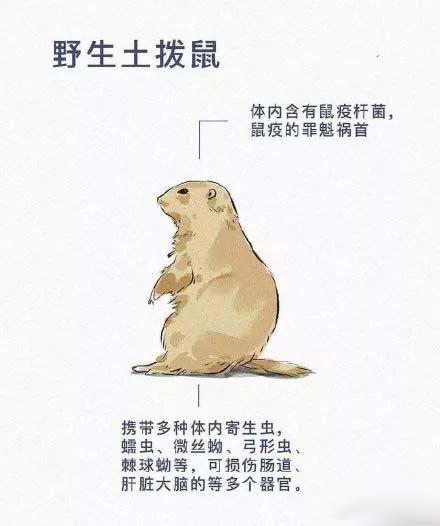 野生土拨鼠
体内含有鼠疫杆菌，
鼠疫的罪魁祸首
携带多种体内寄生虫，
蠕虫、微丝蚴、弓形虫、
棘球蚴等，可损伤肠道、
肝脏大脑的等多个器官。